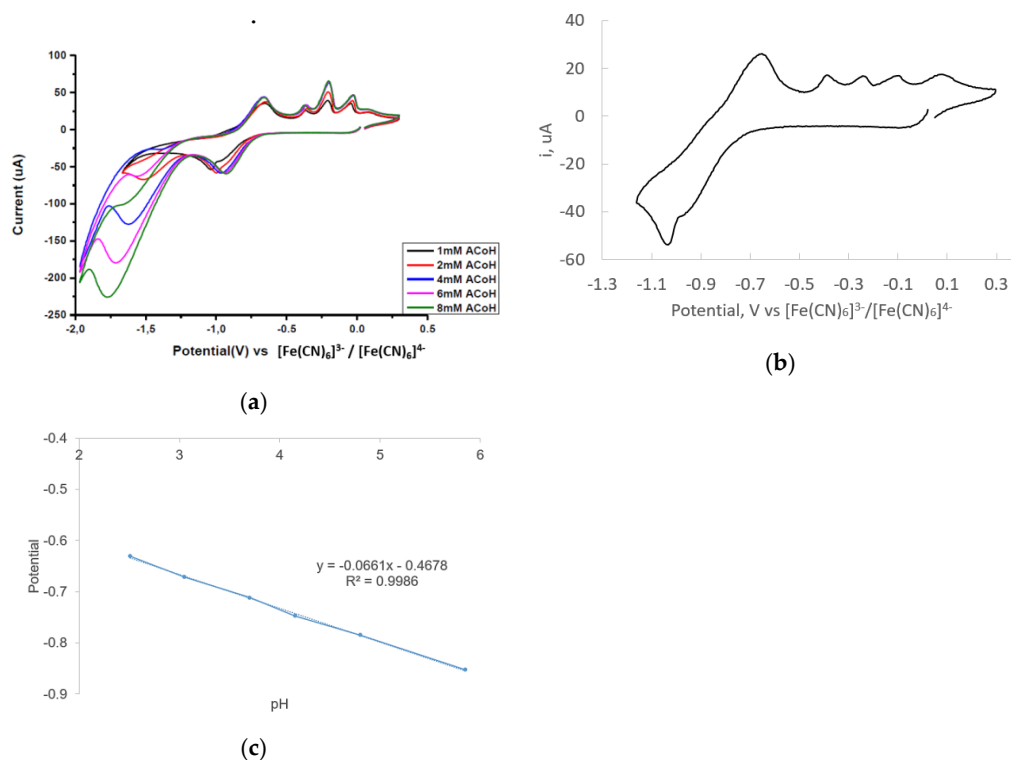 100
50
0
-50
-100
-150
-200
-250
-2,0
-1,5
-1,0
-0,5
0.0
0.5
Current (uA)
1mM ACoH
2mM ACoH
4mM ACoH
6mM ACoH
8mM ACoH
Potential(V) vs [Fe(CN)₆]³⁻ / [Fe(CN)₆]⁴⁻
(a)
40
20
0
-20
-40
-60
i, uA
-1.3 -1.1 -0.9 -0.7 -0.5 -0.3 -0.1 0.1 0.3
Potential, V vs [Fe(CN)₆]³⁻/[Fe(CN)₆]⁴⁻
(b)
-0.4
2 3 4 5 6
-0.5
-0.6
-0.7
-0.8
-0.9
Potential
y = -0.0661x - 0.4678
R² = 0.9986
pH
(c)